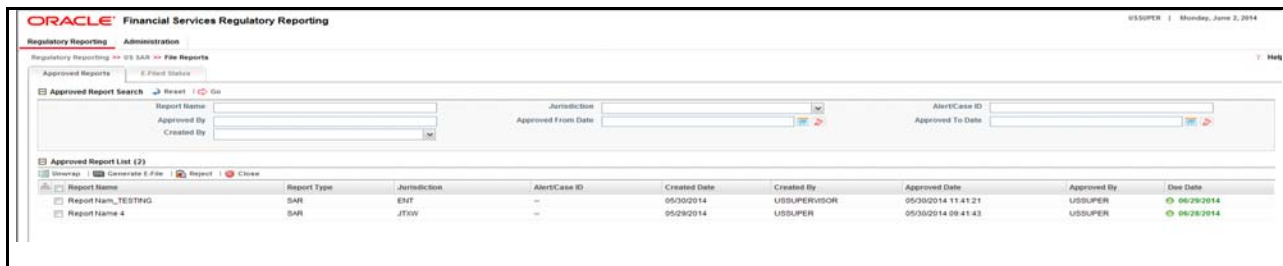 ORACLE® Financial Services Regulatory Reporting
USSUPER | Monday, June 2, 2014
Regulatory Reporting Administration
Regulatory Reporting >> US SAR >> File Reports
? Help
Approved Reports E-Filed Status
Approved Report Search Reset | Go
Report Name Jurisdiction Alert/Case ID
Approved By Approved From Date Approved To Date
Created By
Approved Report List (2)
Unwrap | Generate E-File | Reject | Close
Report Name Report Type Jurisdiction Alert/Case ID Created Date Created By Approved Date Approved By Due Date
Report Nam_TESTING SAR ENT -- 05/30/2014 USSUPERVISOR 05/30/2014 11:41:21 USSUPER 06/29/2014
Report Name 4 SAR JTXW -- 05/29/2014 USSUPER 05/30/2014 09:41:43 USSUPER 06/28/2014